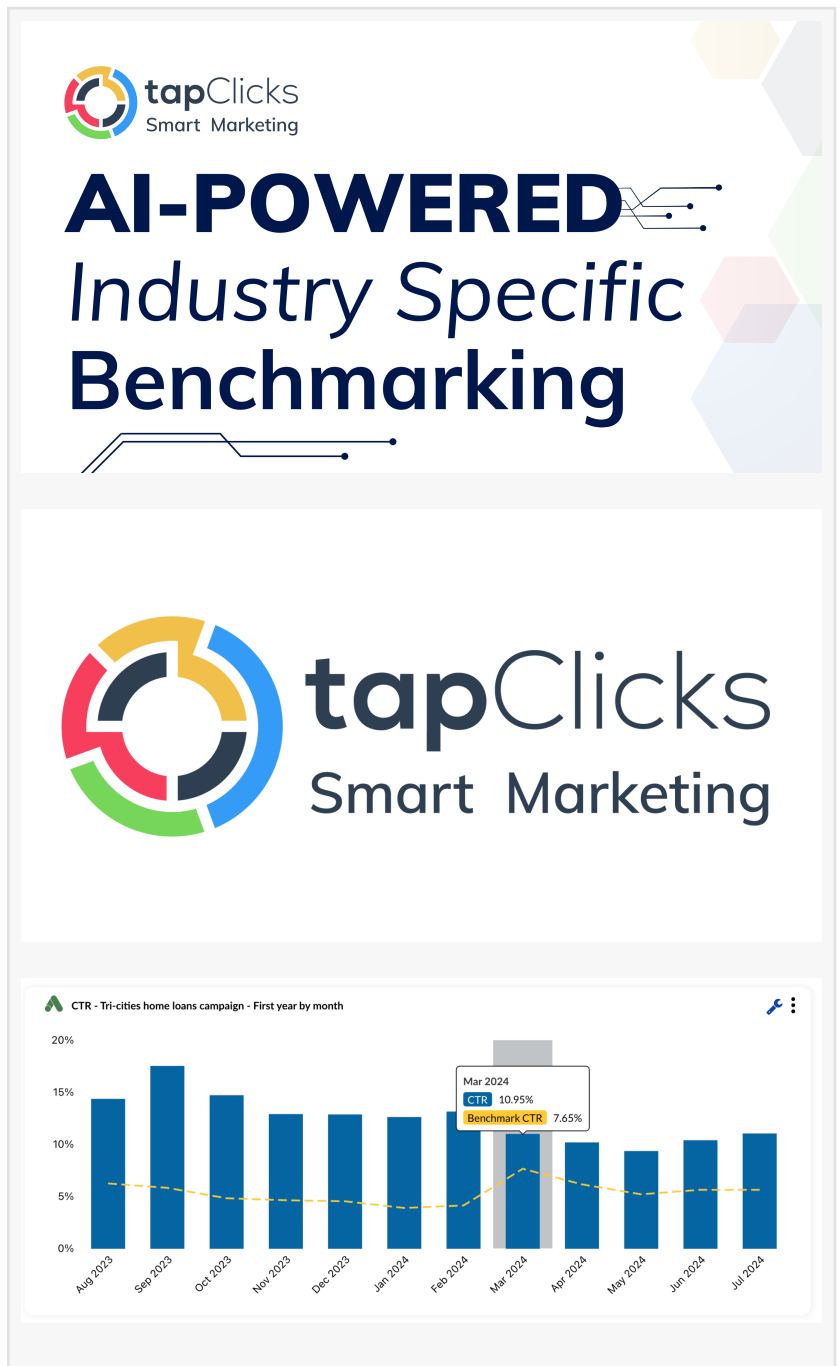 tapClicks
Smart Marketing
AI-POWERED
Industry Specific
Benchmarking
tapClicks
Smart Marketing
CTR - Tri-cities home loans campaign - First year by month
20%
15%
10%
5%
0%
Mar 2024
CTR 10.95%
Benchmark CTR 7.65%
Aug 2023
Sep 2023
Oct 2023
Nov 2023
Dec 2023
Jan 2024
Feb 2024
Mar 2024
Apr 2024
May 2024
Jun 2024
Jul 2024